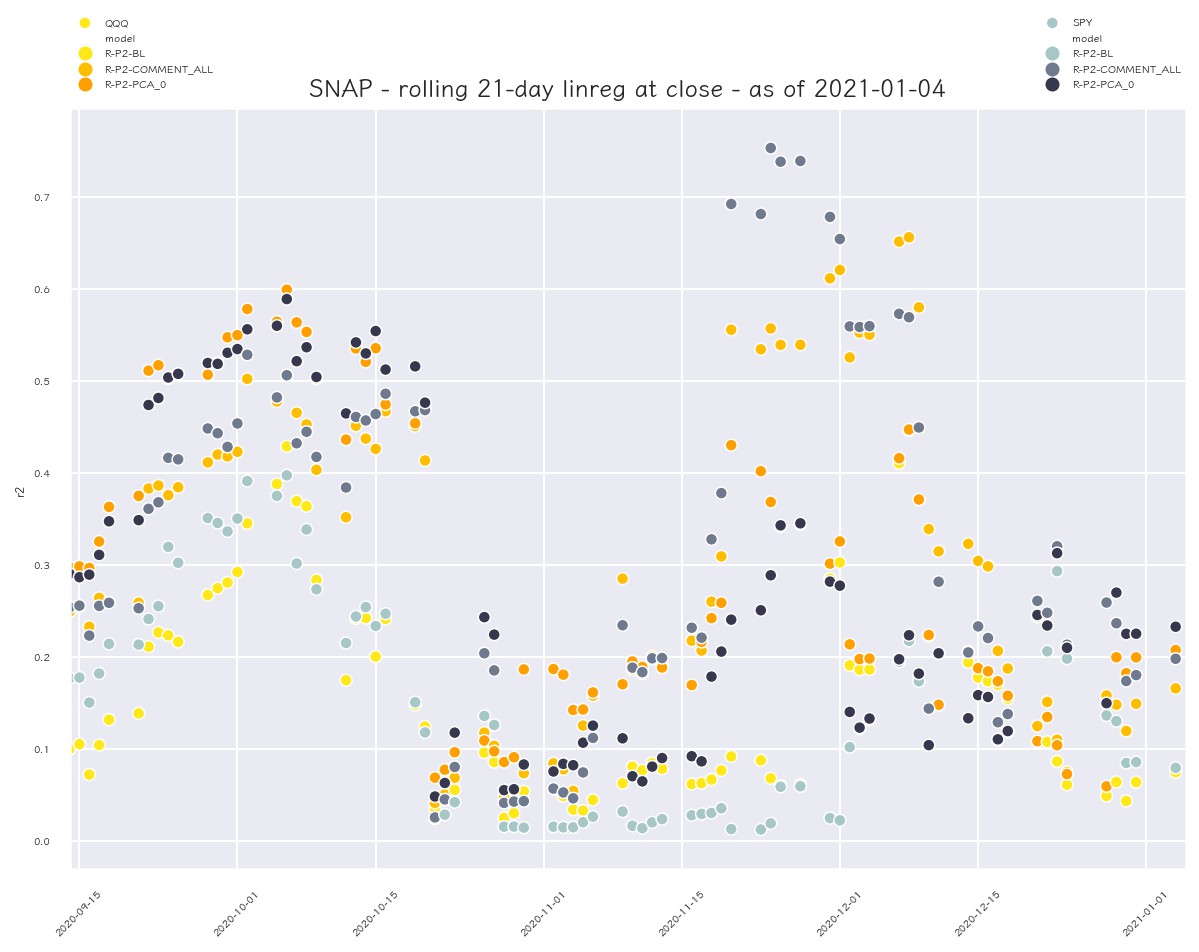 QQQ
model
R-P2-BL
R-P2-COMMENT_ALL
R-P2-PCA_0
SPY
model
R-P2-BL
R-P2-COMMENT_ALL
R-P2-PCA_0
SNAP - rolling 21-day linreg at close - as of 2021-01-04
0.7
0.6
0.5
0.4
0.3
0.2
0.1
0.0
r2
2020-09-15
2020-10-01
2020-10-15
2020-11-01
2020-11-15
2020-12-01
2020-12-15
2021-01-01